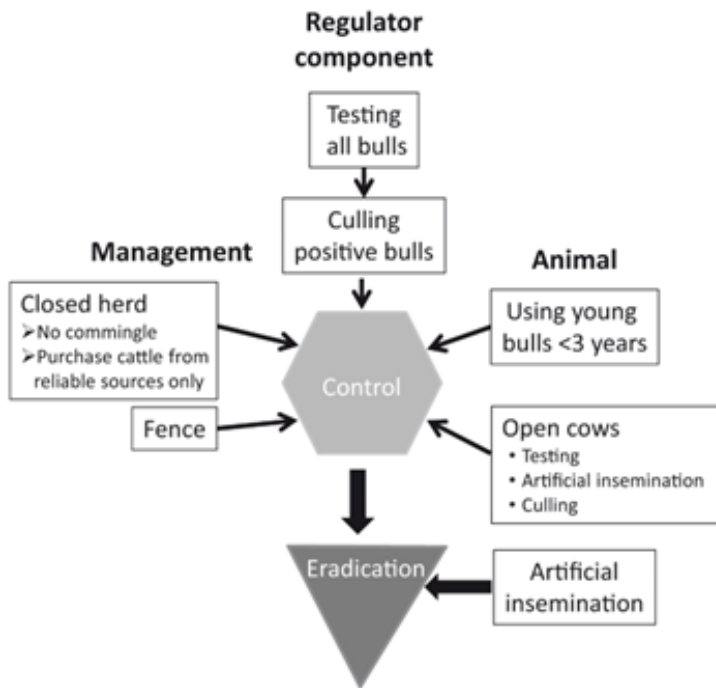 Regulator
component
Testing
all bulls
Culling
positive bulls
Management
Closed herd
➤No commingle
➤Purchase cattle from
reliable sources only
Fence
Animal
Using young
bulls <3 years
Control
Open cows
• Testing
• Artificial insemination
• Culling
Eradication
Artificial
insemination